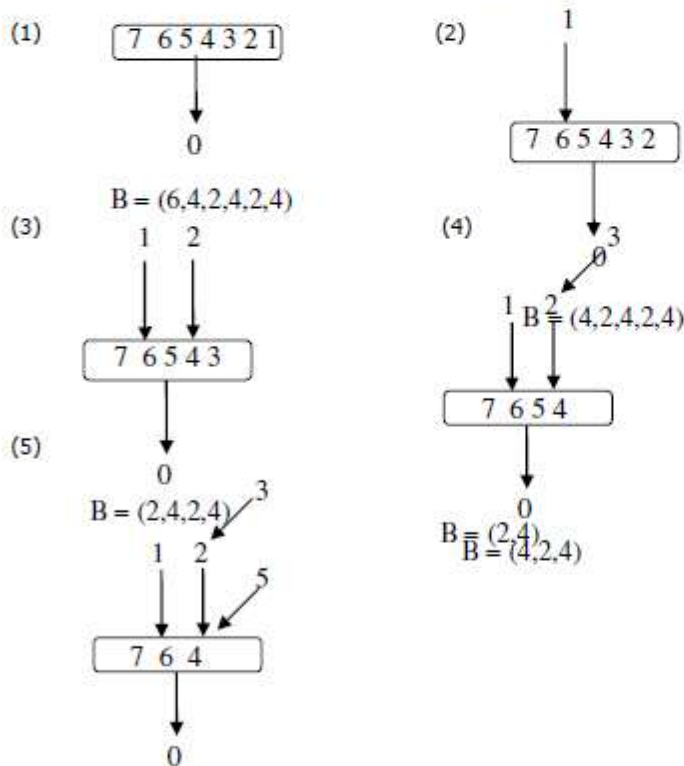 (1)
7 6 5 4 3 2 1
0
(2)
1
7 6 5 4 3 2
0
B = (6,4,2,4,2,4)
(3)
1 2
7 6 5 4 3
0
(4)
3
1 2
B = (4,2,4,2,4)
7 6 5 4
0
B = (2,4)
B = (4,2,4)
(5)
B = (2,4,2,4)
3
1 2
5
7 6 4
0